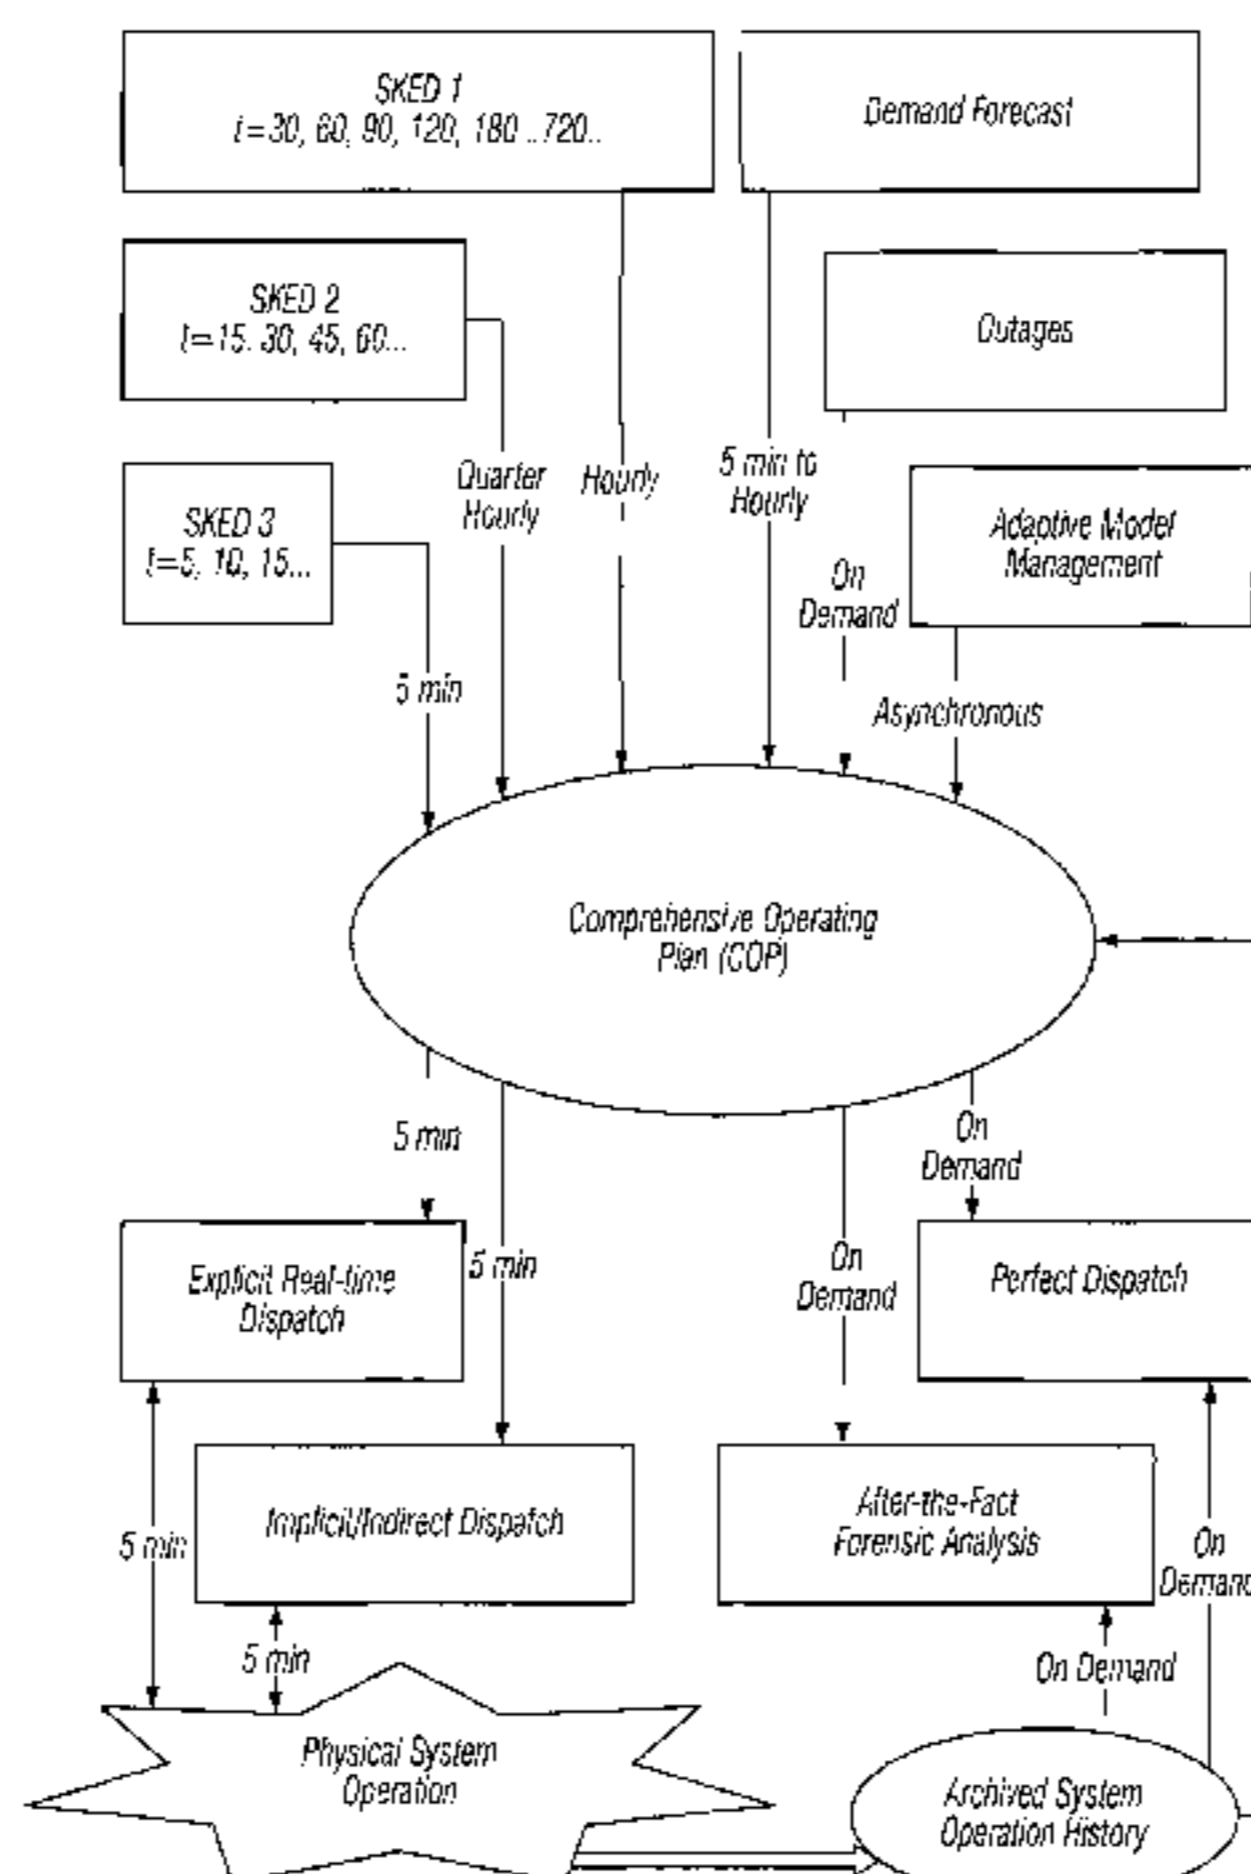 SKED 1
t=30, 60, 90, 120, 180 ..720..
Demand Forecast
SKED 2
t=15. 30, 45, 60...
Outages
Quarter
Hourly
Hourly
5 min to
Hourly
SKED 3
t=5, 10, 15...
Adaptive Model
Management
On
Demand
5 min
Asynchronous
Comprehensive Operating
Plan (COP)
5 min
On
Demand
5 min
On
Demand
Explicit Real-time
Dispatch
Perfect Dispatch
5 min
Implicit/Indirect Dispatch
After-the-Fact
Forensic Analysis
On
Demand
5 min
On Demand
Physical System
Operation
Archived System
Operation History